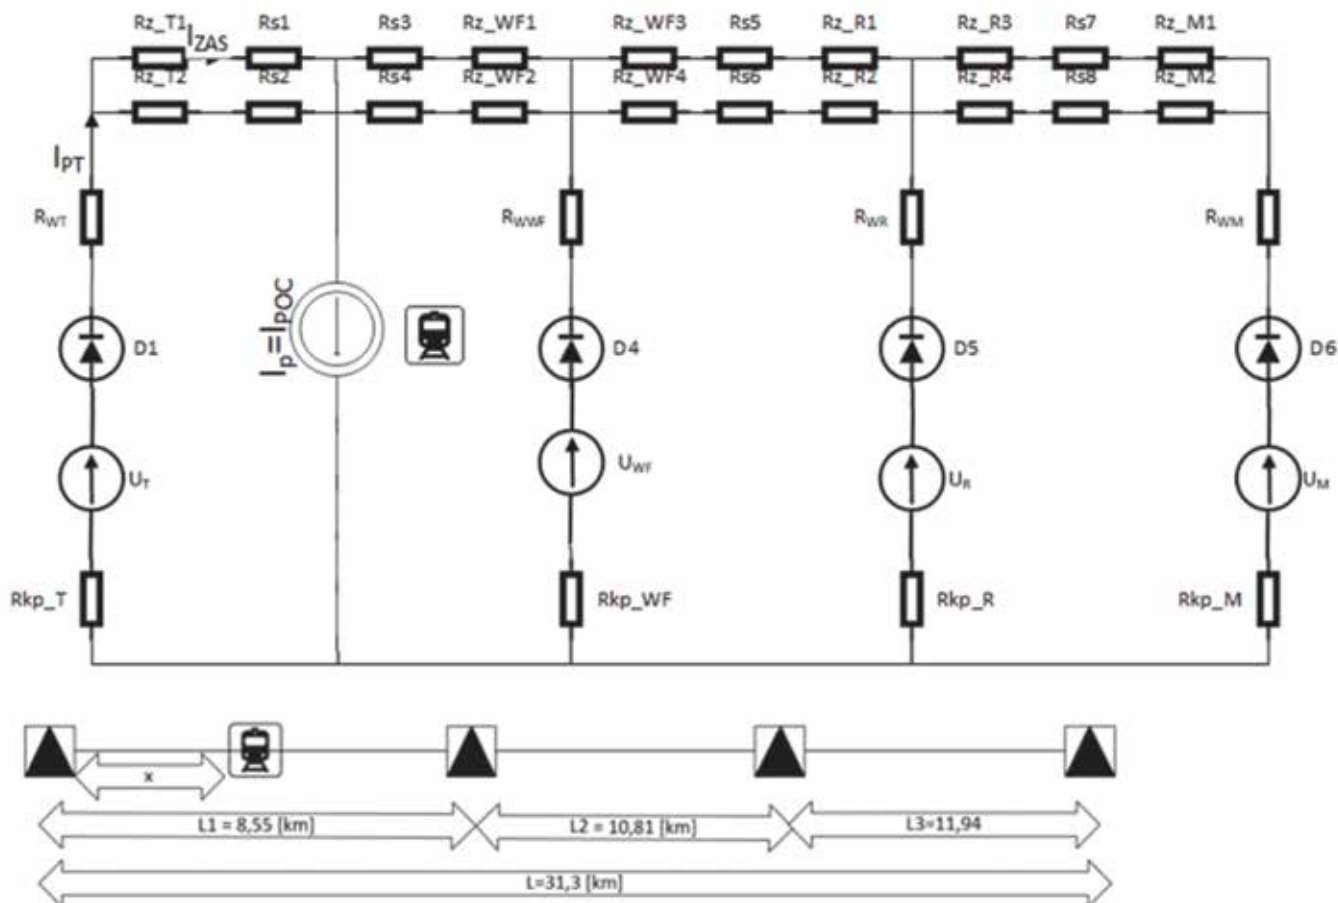 Rz_T1 Rs1 Rs3 Rz_WF1 Rz_WF3 Rs5 Rz_R1 Rz_R3 Rs7 Rz_M1
I_ZAS
Rz_T2 Rs2 Rs4 Rz_WF2 Rz_WF4 Rs6 Rz_R2 Rz_R4 Rs8 Rz_M2
I_PT
R_WT R_WWF R_WR R_WM
I_p=I_POC
D1 D4 D5 D6
U_T U_WF U_R U_M
Rkp_T Rkp_WF Rkp_R Rkp_M
x
L1 = 8,55 [km] L2 = 10,81 [km] L3=11,94
L=31,3 [km]